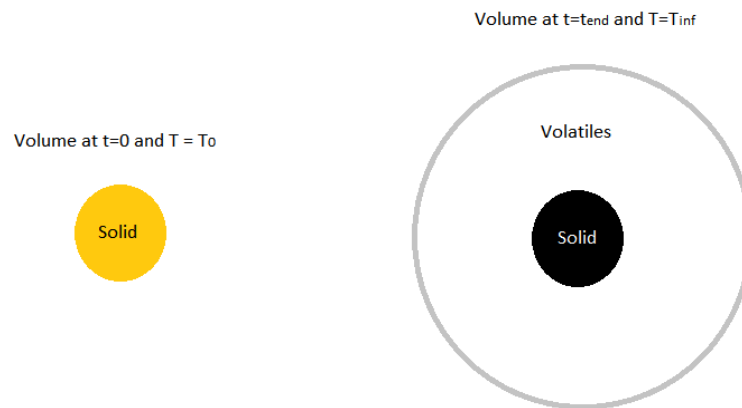 Volume at t=tend and T=Tinf
Volume at t=0 and T = T0
Volatiles
Solid
Solid